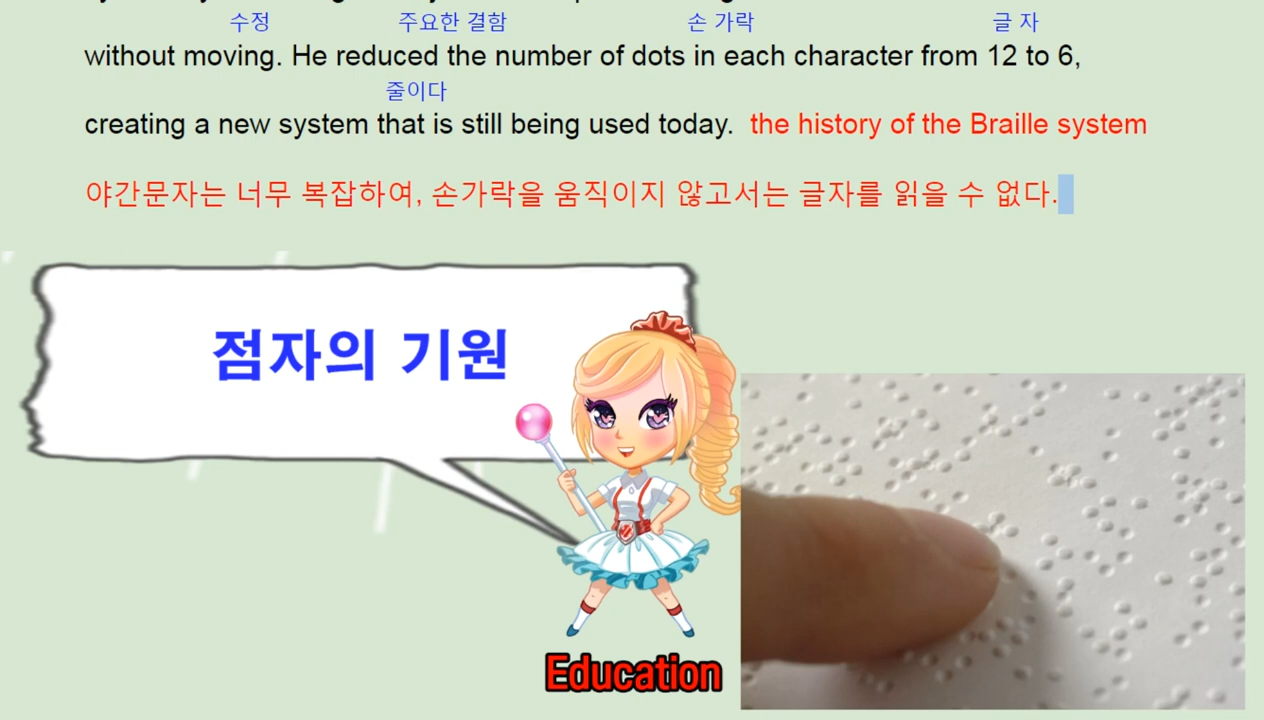 수정 주요한 결함 손 가락 글 자
without moving. He reduced the number of dots in each character from 12 to 6,
줄이다
creating a new system that is still being used today. the history of the Braille system
야간문자는 너무 복잡하여, 손가락을 움직이지 않고서는 글자를 읽을 수 없다.
점자의 기원
Education